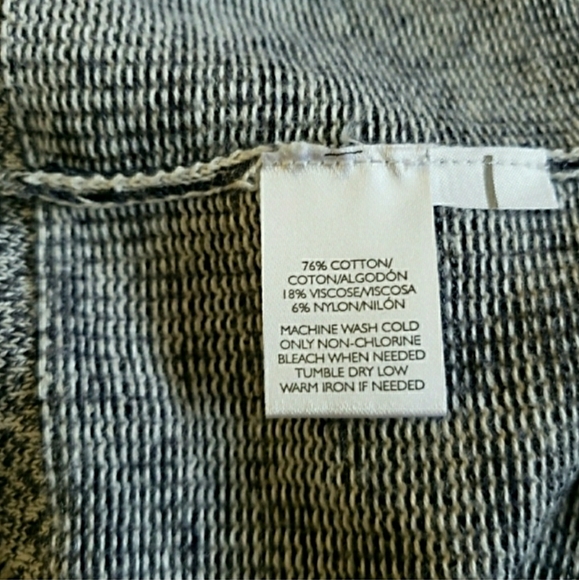 76% COTTON/
COTON/ALGODÓN
18% VISCOSE/VISCOSA
6% NYLON/NILÓN
MACHINE WASH COLD
ONLY NON-CHLORINE
BLEACH WHEN NEEDED
TUMBLE DRY LOW
WARM IRON IF NEEDED